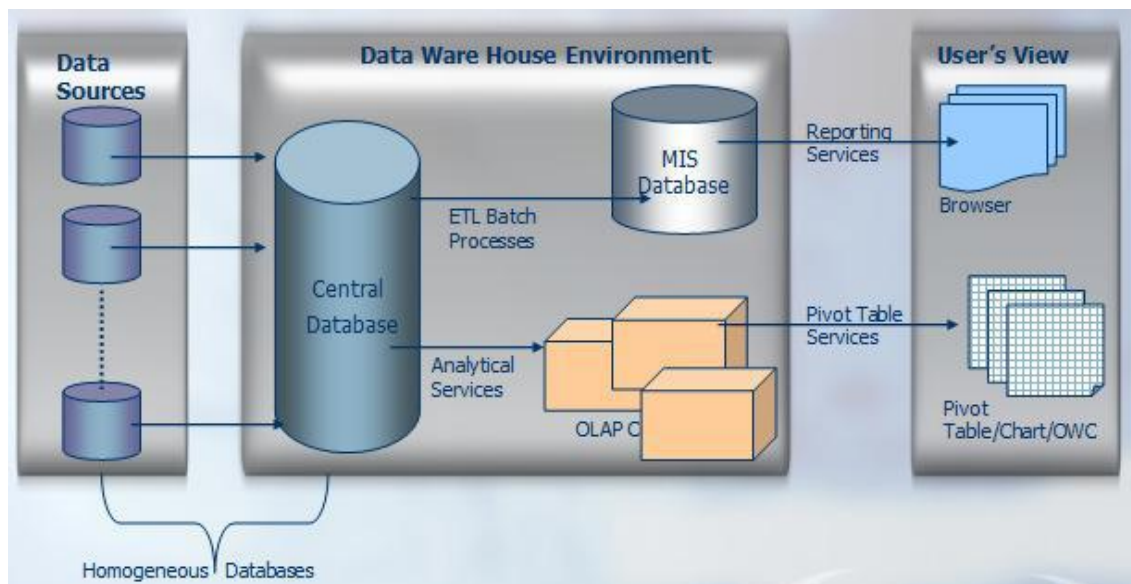 Data
Sources
Data Ware House Environment
User's View
MIS
Database
Reporting
Services
Browser
ETL Batch
Processes
Central
Database
Analytical
Services
OLAP C
Pivot Table
Services
Pivot
Table/Chart/OWC
Homogeneous Databases